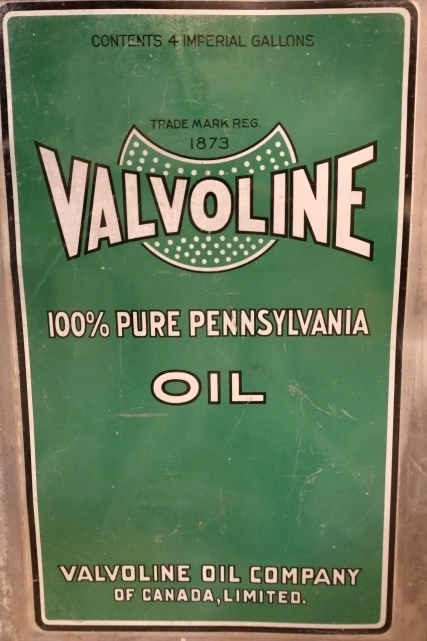 CONTENTS 4 IMPERIAL GALLONS
TRADE MARK REG.
1873
VALVOLINE
100% PURE PENNSYLVANIA
OIL
VALVOLINE OIL COMPANY
OF CANADA, LIMITED.